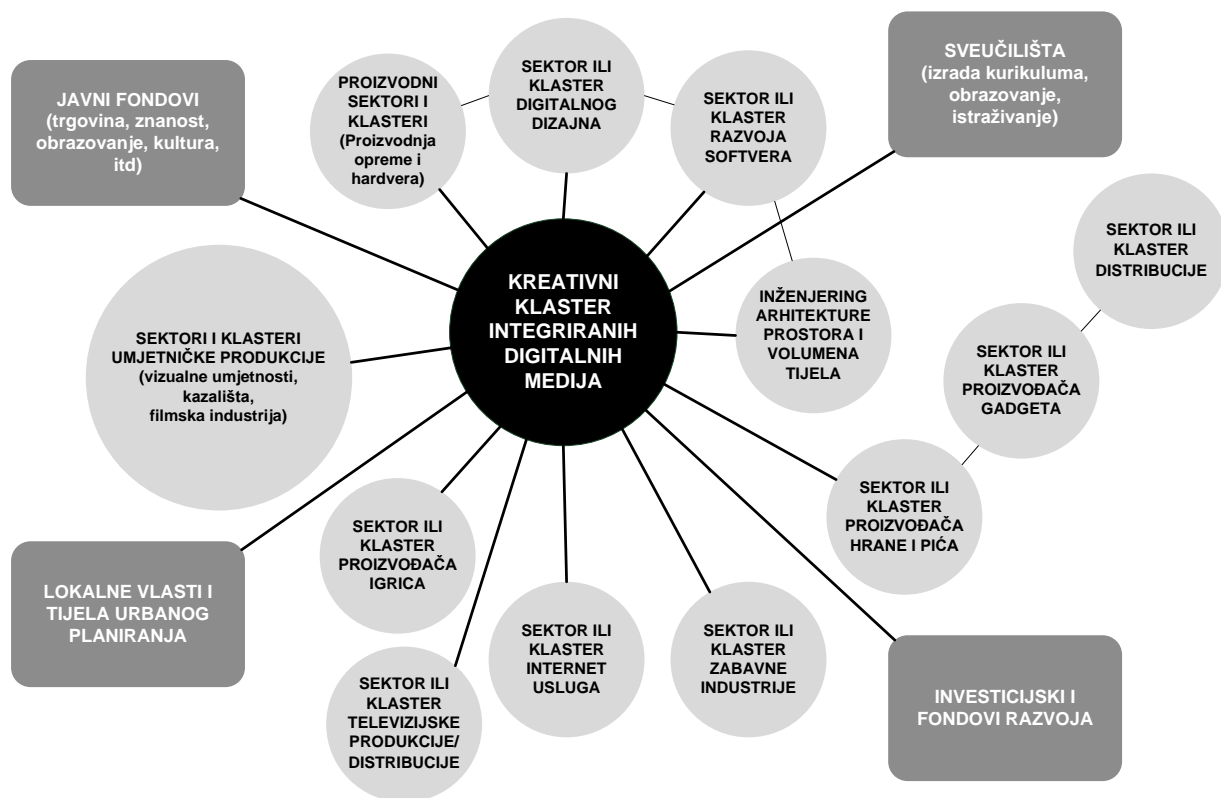 JAVNI FONDOVI
(trgovina, znanost,
obrazovanje, kultura,
itd)
PROIZVODNI
SEKTORI I
KLASTERI
(Proizvodnja
opreme i
hardvera)
SEKTOR ILI
KLASTER
DIGITALNOG
DIZAJNA
SEKTOR ILI
KLASTER
RAZVOJA
SOFTVERA
SVEUČILIŠTA
(izrada kurikuluma,
obrazovanje,
istraživanje)
SEKTOR ILI
KLASTER
DISTRIBUCIJE
KREATIVNI
KLASTER
INTEGRIRANIH
DIGITALNIH
MEDIJA
INŽENJERING
ARHITEKTURE
PROSTORA I
VOLUMENA
TIJELA
SEKTORI I KLASTERI
UMJETNIČKE PRODUKCIJE
(vizualne umjetnosti,
kazališta,
filmska industrija)
SEKTOR ILI
KLASTER
PROIZVOĐAČA
GADGETA
SEKTOR ILI
KLASTER
PROIZVOĐAČA
HRANE I PIĆA
SEKTOR ILI
KLASTER
PROIZVOĐAČA
IGRICA
LOKALNE VLASTI I
TIJELA URBANOG
PLANIRANJA
SEKTOR ILI
KLASTER
TELEVIZIJSKE
PRODUKCIJE/
DISTRIBUCIJE
SEKTOR ILI
KLASTER
INTERNET
USLUGA
SEKTOR ILI
KLASTER
ZABAVNE
INDUSTRIJE
INVESTICIJSKI I
FONDOVI RAZVOJA